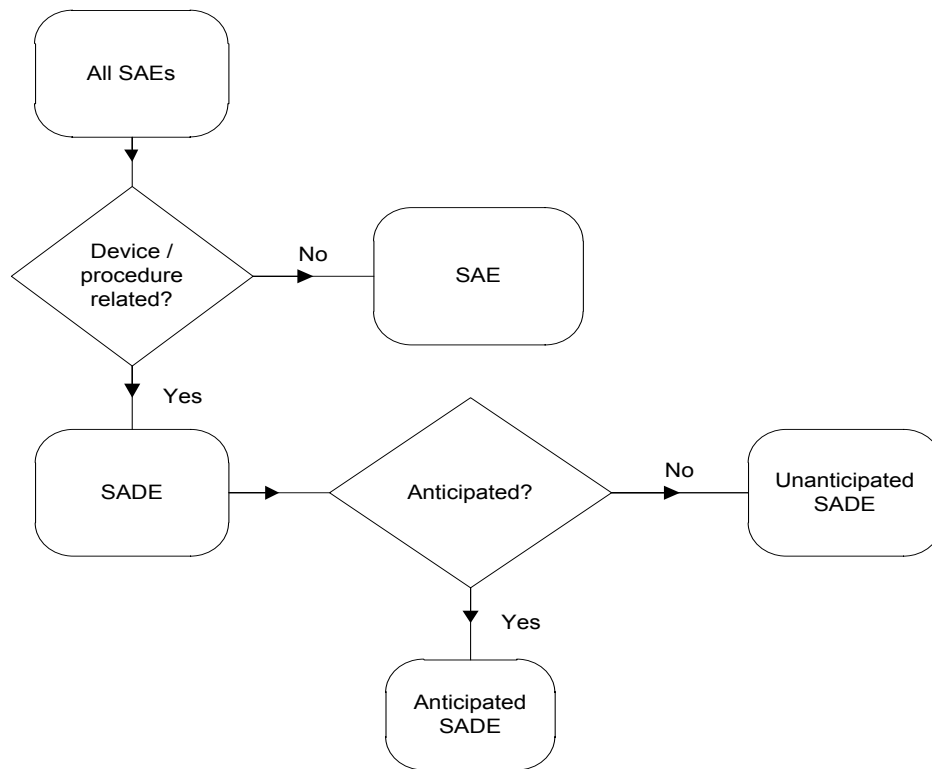 All SAEs
Device /
procedure
related?
No
SAE
Yes
SADE
Anticipated?
No
Unanticipated
SADE
Yes
Anticipated
SADE